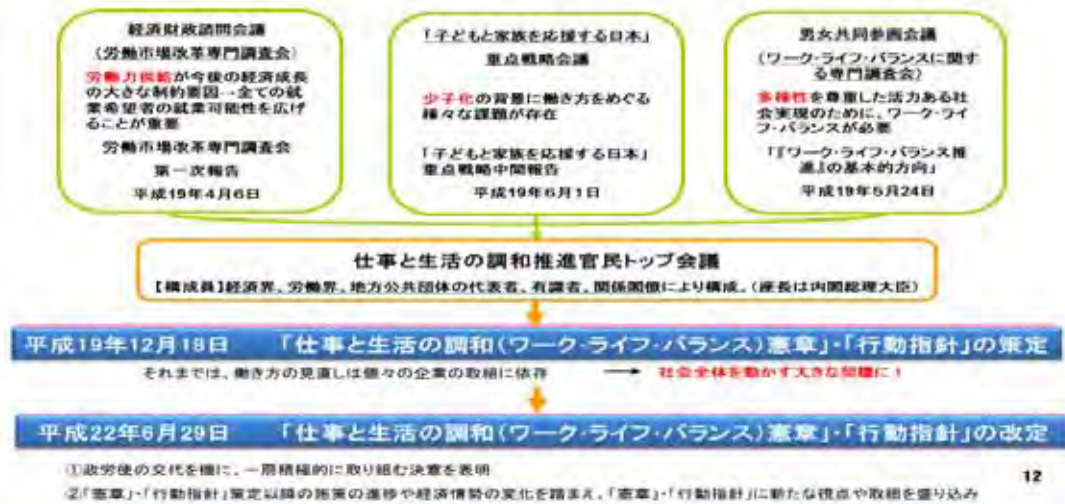 経済財政諮問会議
(労働市場改革専門調査会)
労働力供給が今後の経済成長
の大きな制約要因→全ての就
業希望者の就業可能性を広げ
ることが重要
労働市場改革専門調査会
第一次報告
平成19年4月6日
「子どもと家族を応援する日本」
重点戦略会議
少子化の背景に働き方をめぐる
様々な課題が存在
「子どもと家族を応援する日本」
重点戦略中間報告
平成19年6月1日
男女共同参画会議
(ワーク・ライフ・バランスに関す
る専門調査会)
多様性を尊重した活力ある社
会実現のために、ワーク・ライ
フ・バランスが必要
「『ワーク・ライフ・バランス推
進』の基本的方向」
平成19年5月24日
仕事と生活の調和推進官民トップ会議
【構成員】経済界、労働界、地方公共団体の代表者、有識者、関係閣僚により構成。(座長は内閣総理大臣)
平成19年12月18日 「仕事と生活の調和(ワーク・ライフ・バランス)憲章」・「行動指針」の策定
それまでは、働き方の見直しは個々の企業の取組に依存 → 社会全体を動かす大きな契機に!
平成22年6月29日 「仕事と生活の調和(ワーク・ライフ・バランス)憲章」・「行動指針」の改定
①政労使の交代を機に、一層積極的に取り組む決意を表明
②「憲章」・「行動指針」策定以降の施策の進捗や経済情勢の変化を踏まえ、「憲章」・「行動指針」に新たな視点や取組を盛り込み
12